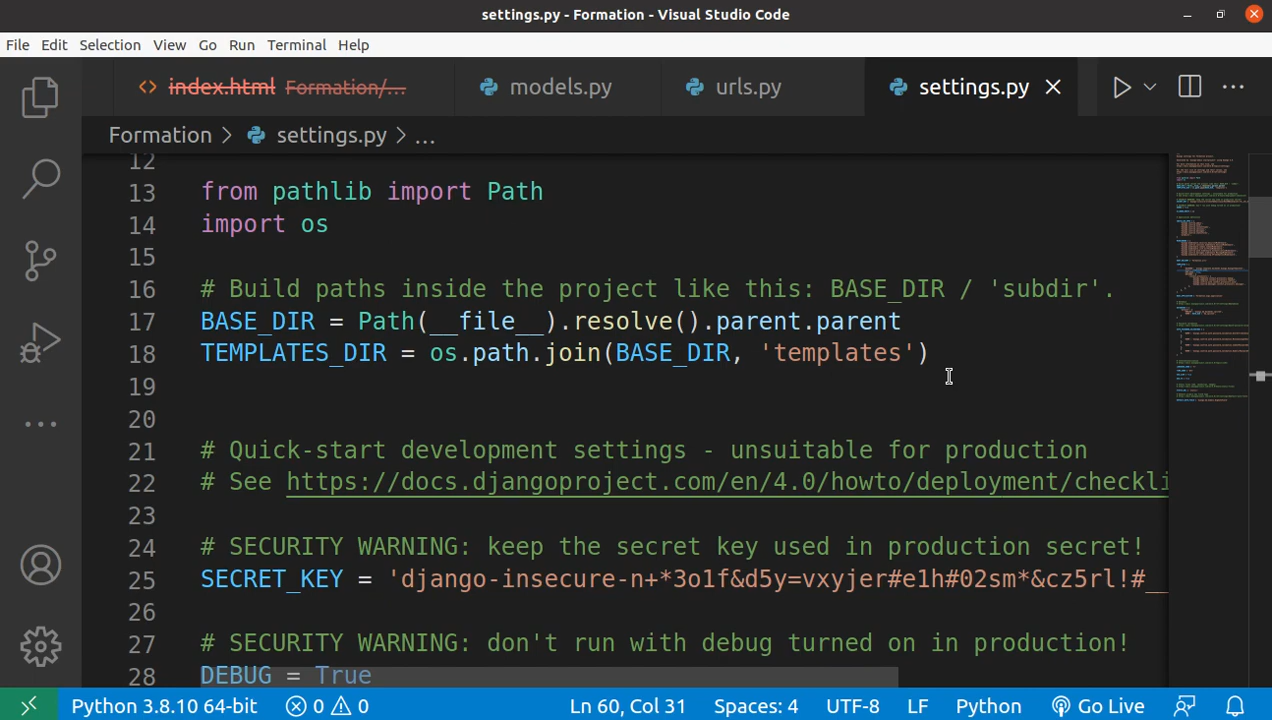 settings.py - Formation - Visual Studio Code
File Edit Selection View Go Run Terminal Help
index.html Formation/... models.py urls.py settings.py
Formation > settings.py > ...
12
13 from pathlib import Path
14 import os
15
16 # Build paths inside the project like this: BASE_DIR / 'subdir'.
17 BASE_DIR = Path(__file__).resolve().parent.parent
18 TEMPLATES_DIR = os.path.join(BASE_DIR, 'templates')
19
20
21 # Quick-start development settings - unsuitable for production
22 # See https://docs.djangoproject.com/en/4.0/howto/deployment/checkli
23
24 # SECURITY WARNING: keep the secret key used in production secret!
25 SECRET_KEY = 'django-insecure-n+*3o1f&d5y=vxyjer#e1h#02sm*&cz5rl!#__
26
27 # SECURITY WARNING: don't run with debug turned on in production!
28 DEBUG = True
Python 3.8.10 64-bit 0 0 Ln 60, Col 31 Spaces: 4 UTF-8 LF Python Go Live